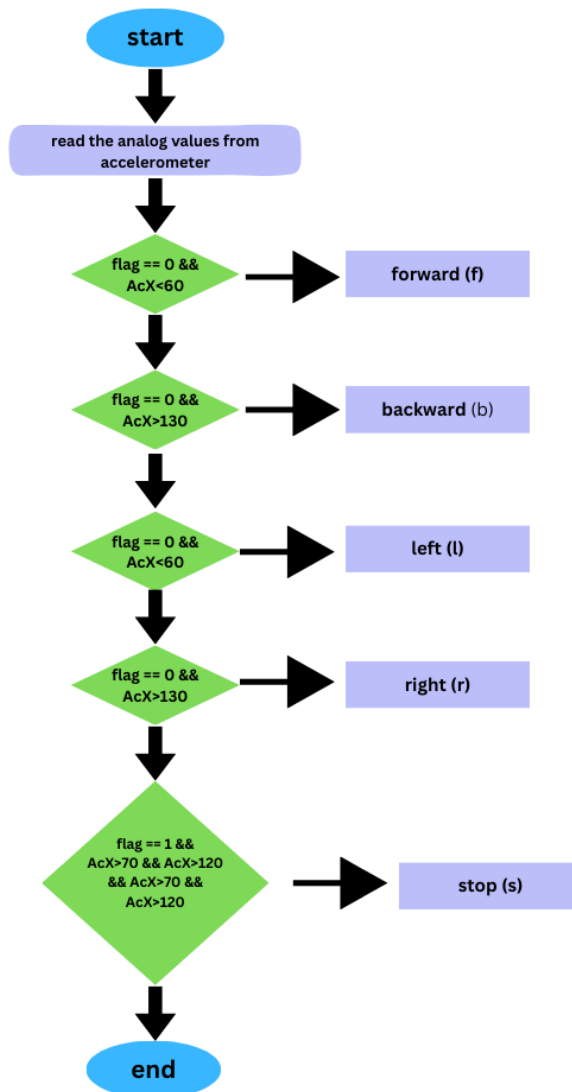 start
read the analog values from
accelerometer
flag == 0 &&
AcX<60
forward (f)
flag == 0 &&
AcX>130
backward (b)
flag == 0 &&
AcX<60
left (l)
flag == 0 &&
AcX>130
right (r)
flag == 1 &&
AcX>70 && AcX>120
&& AcX>70 &&
AcX>120
stop (s)
end